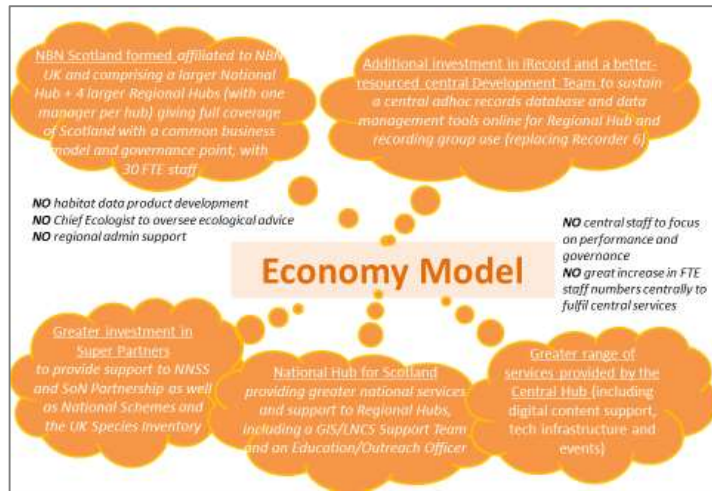 NBN Scotland formed affiliated to NBN
UK and comprising a larger National
Hub + 4 larger Regional Hubs (with one
manager per hub) giving full coverage
of Scotland with a common business
model and governance point, with
30 FTE staff
Additional investment in iRecord and a better-
resourced central Development Team to sustain
a central adhoc records database and data
management tools online for Regional Hub and
recording group use (replacing Recorder 6)
NO habitat data product development
NO Chief Ecologist to oversee ecological advice
NO regional admin support
NO central staff to focus
on performance and
governance
NO great increase in FTE
staff numbers centrally to
fulfil central services
Economy Model
Greater investment in
Super Partners
to provide support to NNSS
and SoN Partnership as well
as National Schemes and
the UK Species Inventory
National Hub for Scotland
providing greater national services
and support to Regional Hubs,
including a GIS/LNCS Support Team
and an Education/Outreach Officer
Greater range of
services provided by the
Central Hub (including
digital content support,
tech infrastructure and
events)